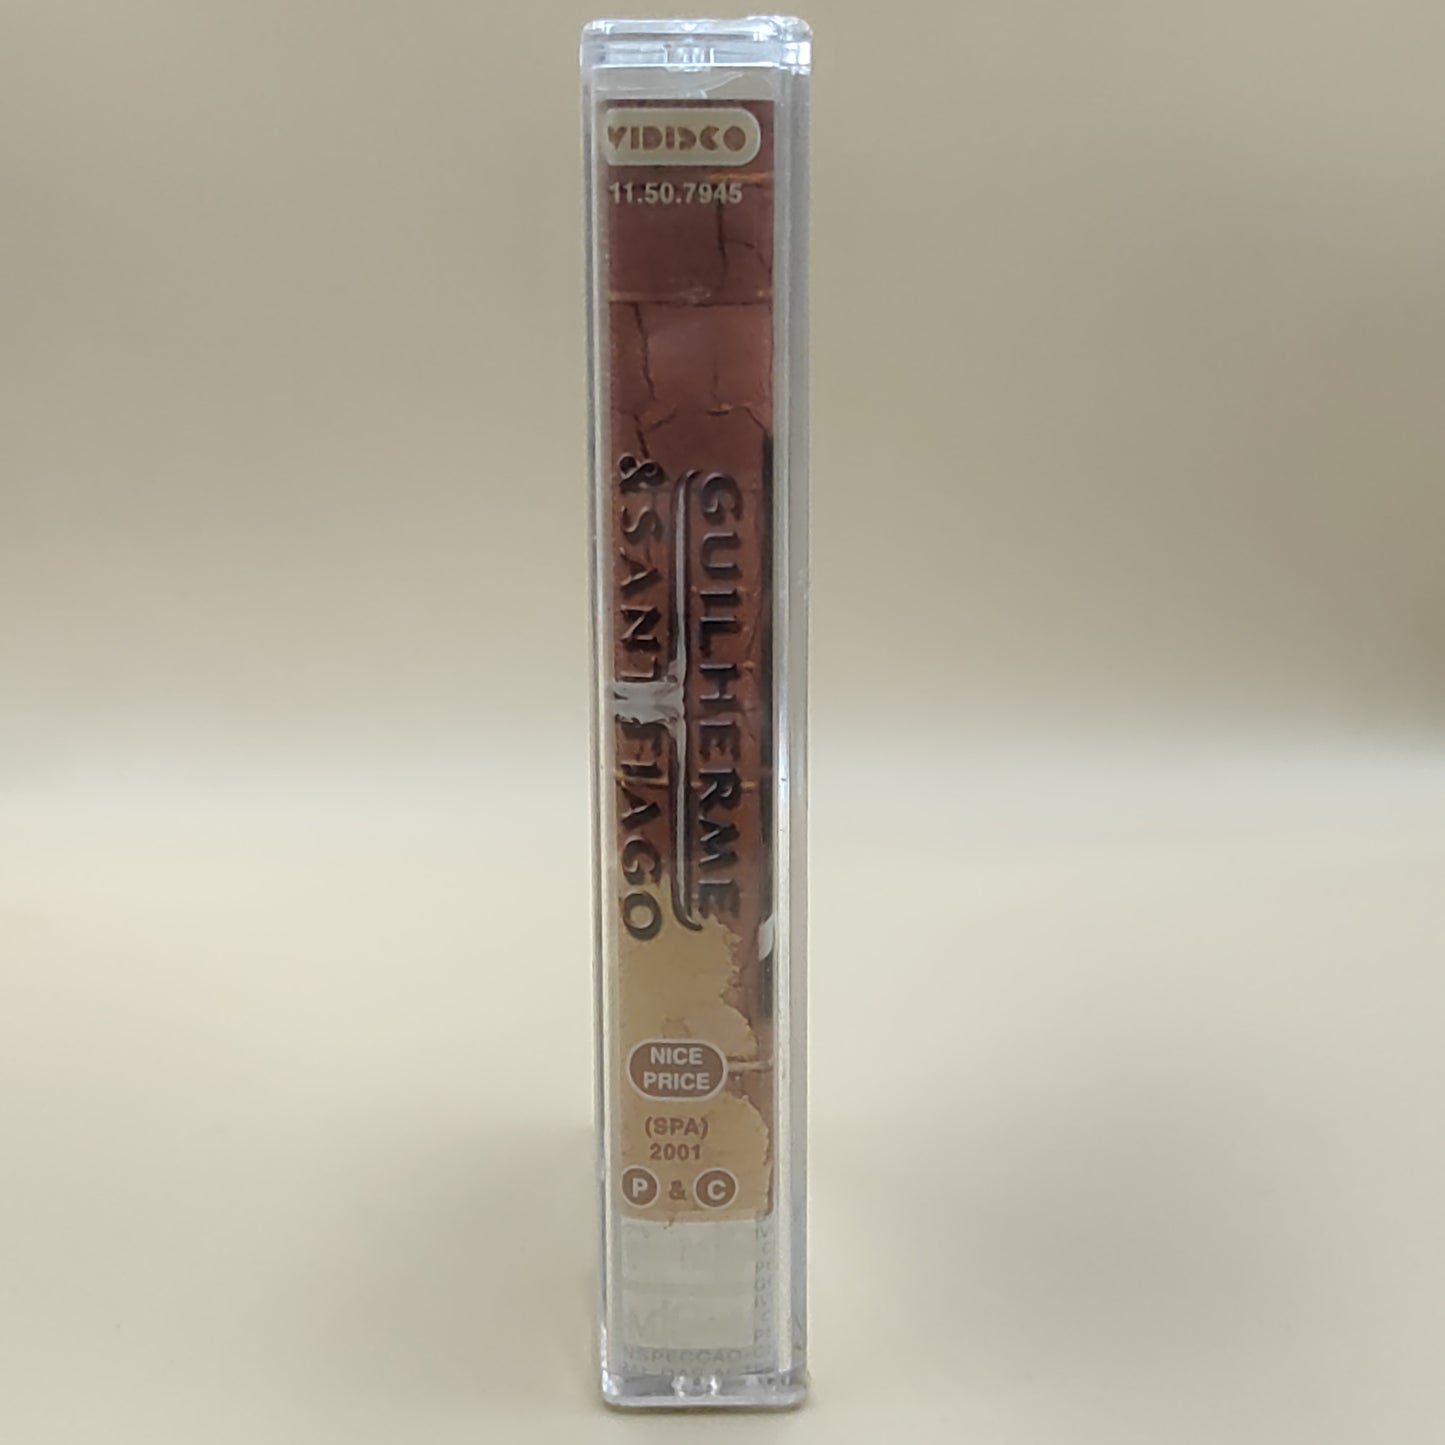 VIDISCO
11.50.7945
GUILHERME
& SANTIAGO
NICE
PRICE
(SPA)
2001
P & C